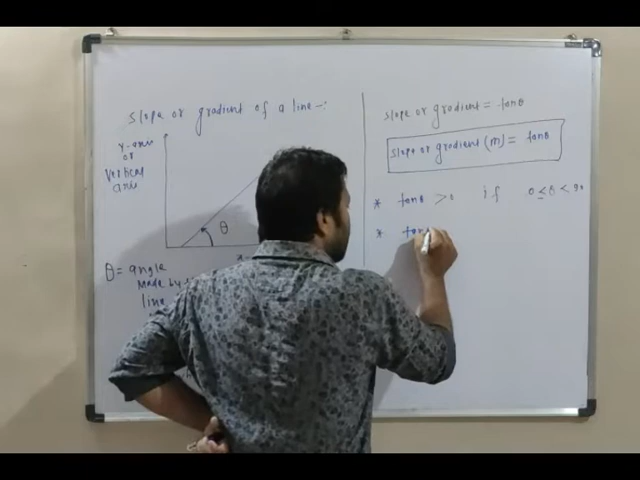 slope or gradient of a line :-
Y-axis
or
Vertical
axis
θ
θ = angle
made by
line
slope or gradient = tanθ
slope or gradient (m) = tanθ
* tanθ > 0 if 0 ≤ θ < 90
* tan